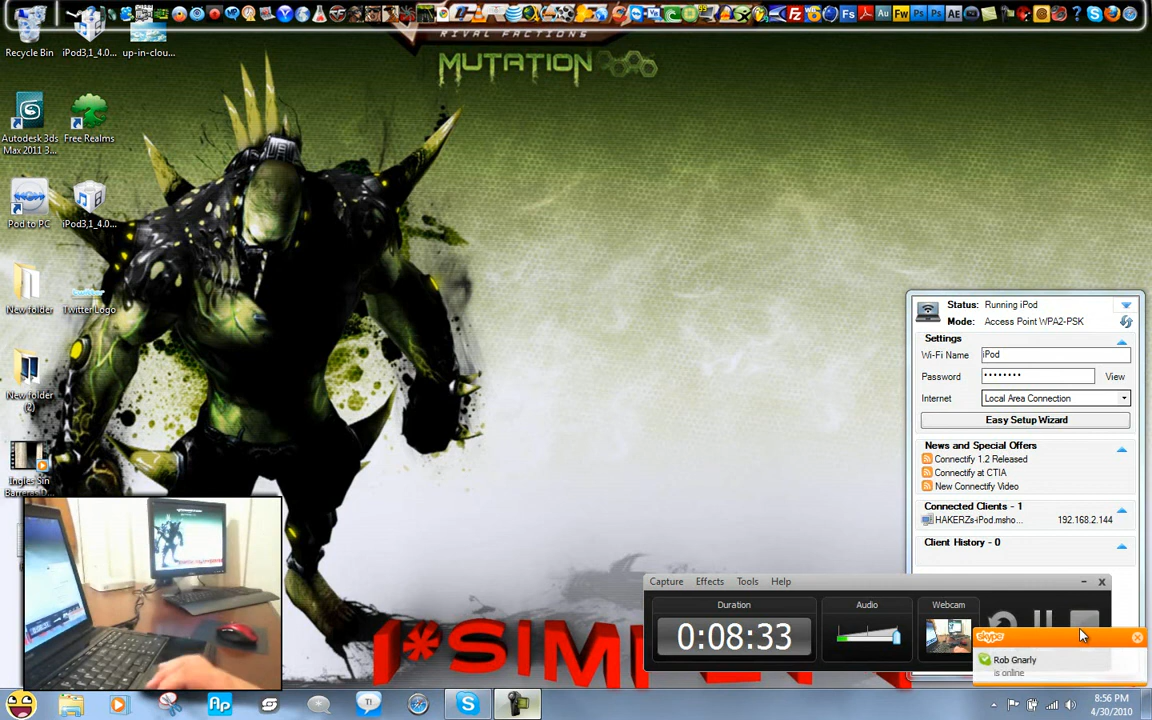 RIVAL FACTIONS
MUTATION
Recycle Bin
iPod3,1_4.0...
up-in-clou...
Autodesk 3ds
Max 2011 3...
Free Realms
Pod to PC
iPod3,1_4.0...
New folder
Twitter Logo
New folder
(2)
Ingles Sin
Barreras D...
Status: Running iPod
Mode: Access Point WPA2-PSK
Settings
Wi-Fi Name iPod
Password •••••••• View
Internet Local Area Connection
Easy Setup Wizard
News and Special Offers
Connectify 1.2 Released
Connectify at CTIA
New Connectify Video
Connected Clients - 1
HAKERZs-iPod.msho... 192.168.2.144
Client History - 0
Capture Effects Tools Help
Duration Audio Webcam
0:08:33
skype
Rob Gnarly
is online
8:56 PM
4/30/2010